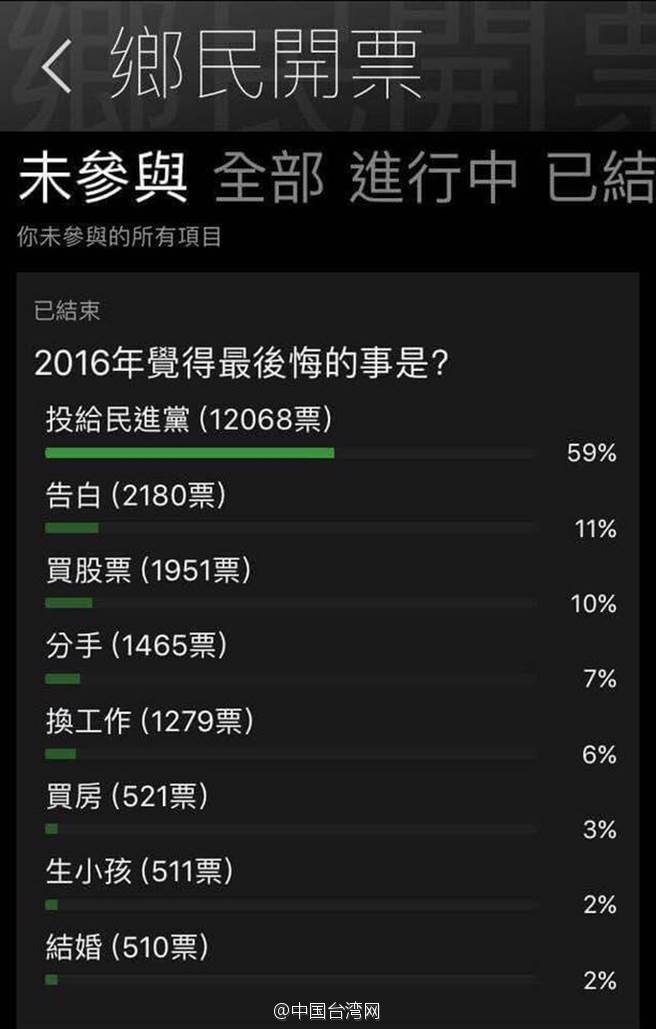 鄉民開票
未參與 全部 進行中 已結
你未參與的所有項目
已結束
2016年覺得最後悔的事是?
投給民進黨 (12068票)
59%
告白 (2180票)
11%
買股票 (1951票)
10%
分手 (1465票)
7%
換工作 (1279票)
6%
買房 (521票)
3%
生小孩 (511票)
2%
結婚 (510票)
2%
@中国台湾网